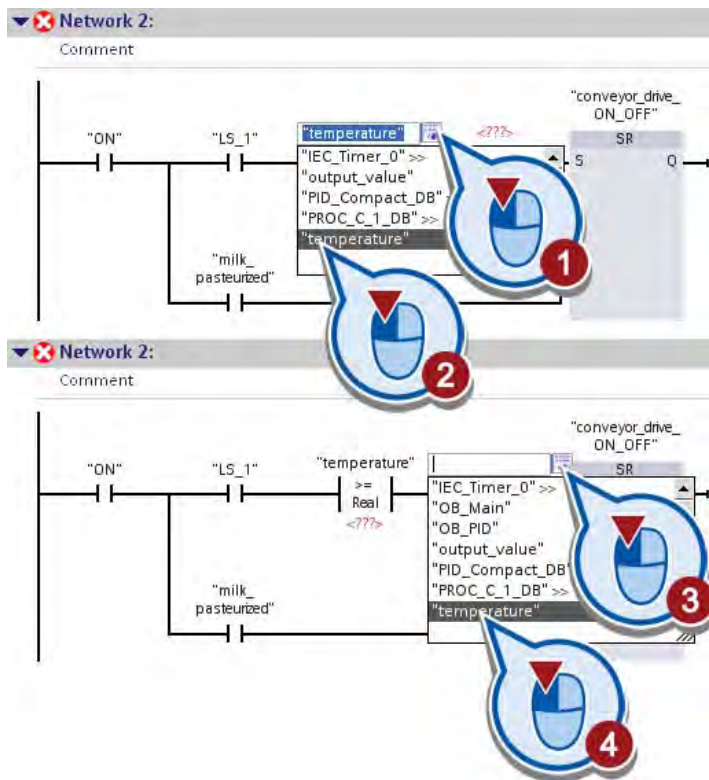 Network 2:
Comment
"conveyor_drive_
ON_OFF"
"ON"
"LS_1"
"temperature"
<???>
SR
"IEC_Timer_0" >>
S
Q
"output_value"
"PID_Compact_DB"
"PROC_C_1_DB" >>
"temperature"
1
"milk_
pasteurized"
2
Network 2:
Comment
"conveyor_drive_
ON_OFF"
"ON"
"LS_1"
"temperature"
SR
>=
Real
<???>
"IEC_Timer_0" >>
"OB_Main"
"OB_PID"
"output_value"
"PID_Compact_DB"
"PROC_C_1_DB" >>
"temperature"
3
"milk_
pasteurized"
4